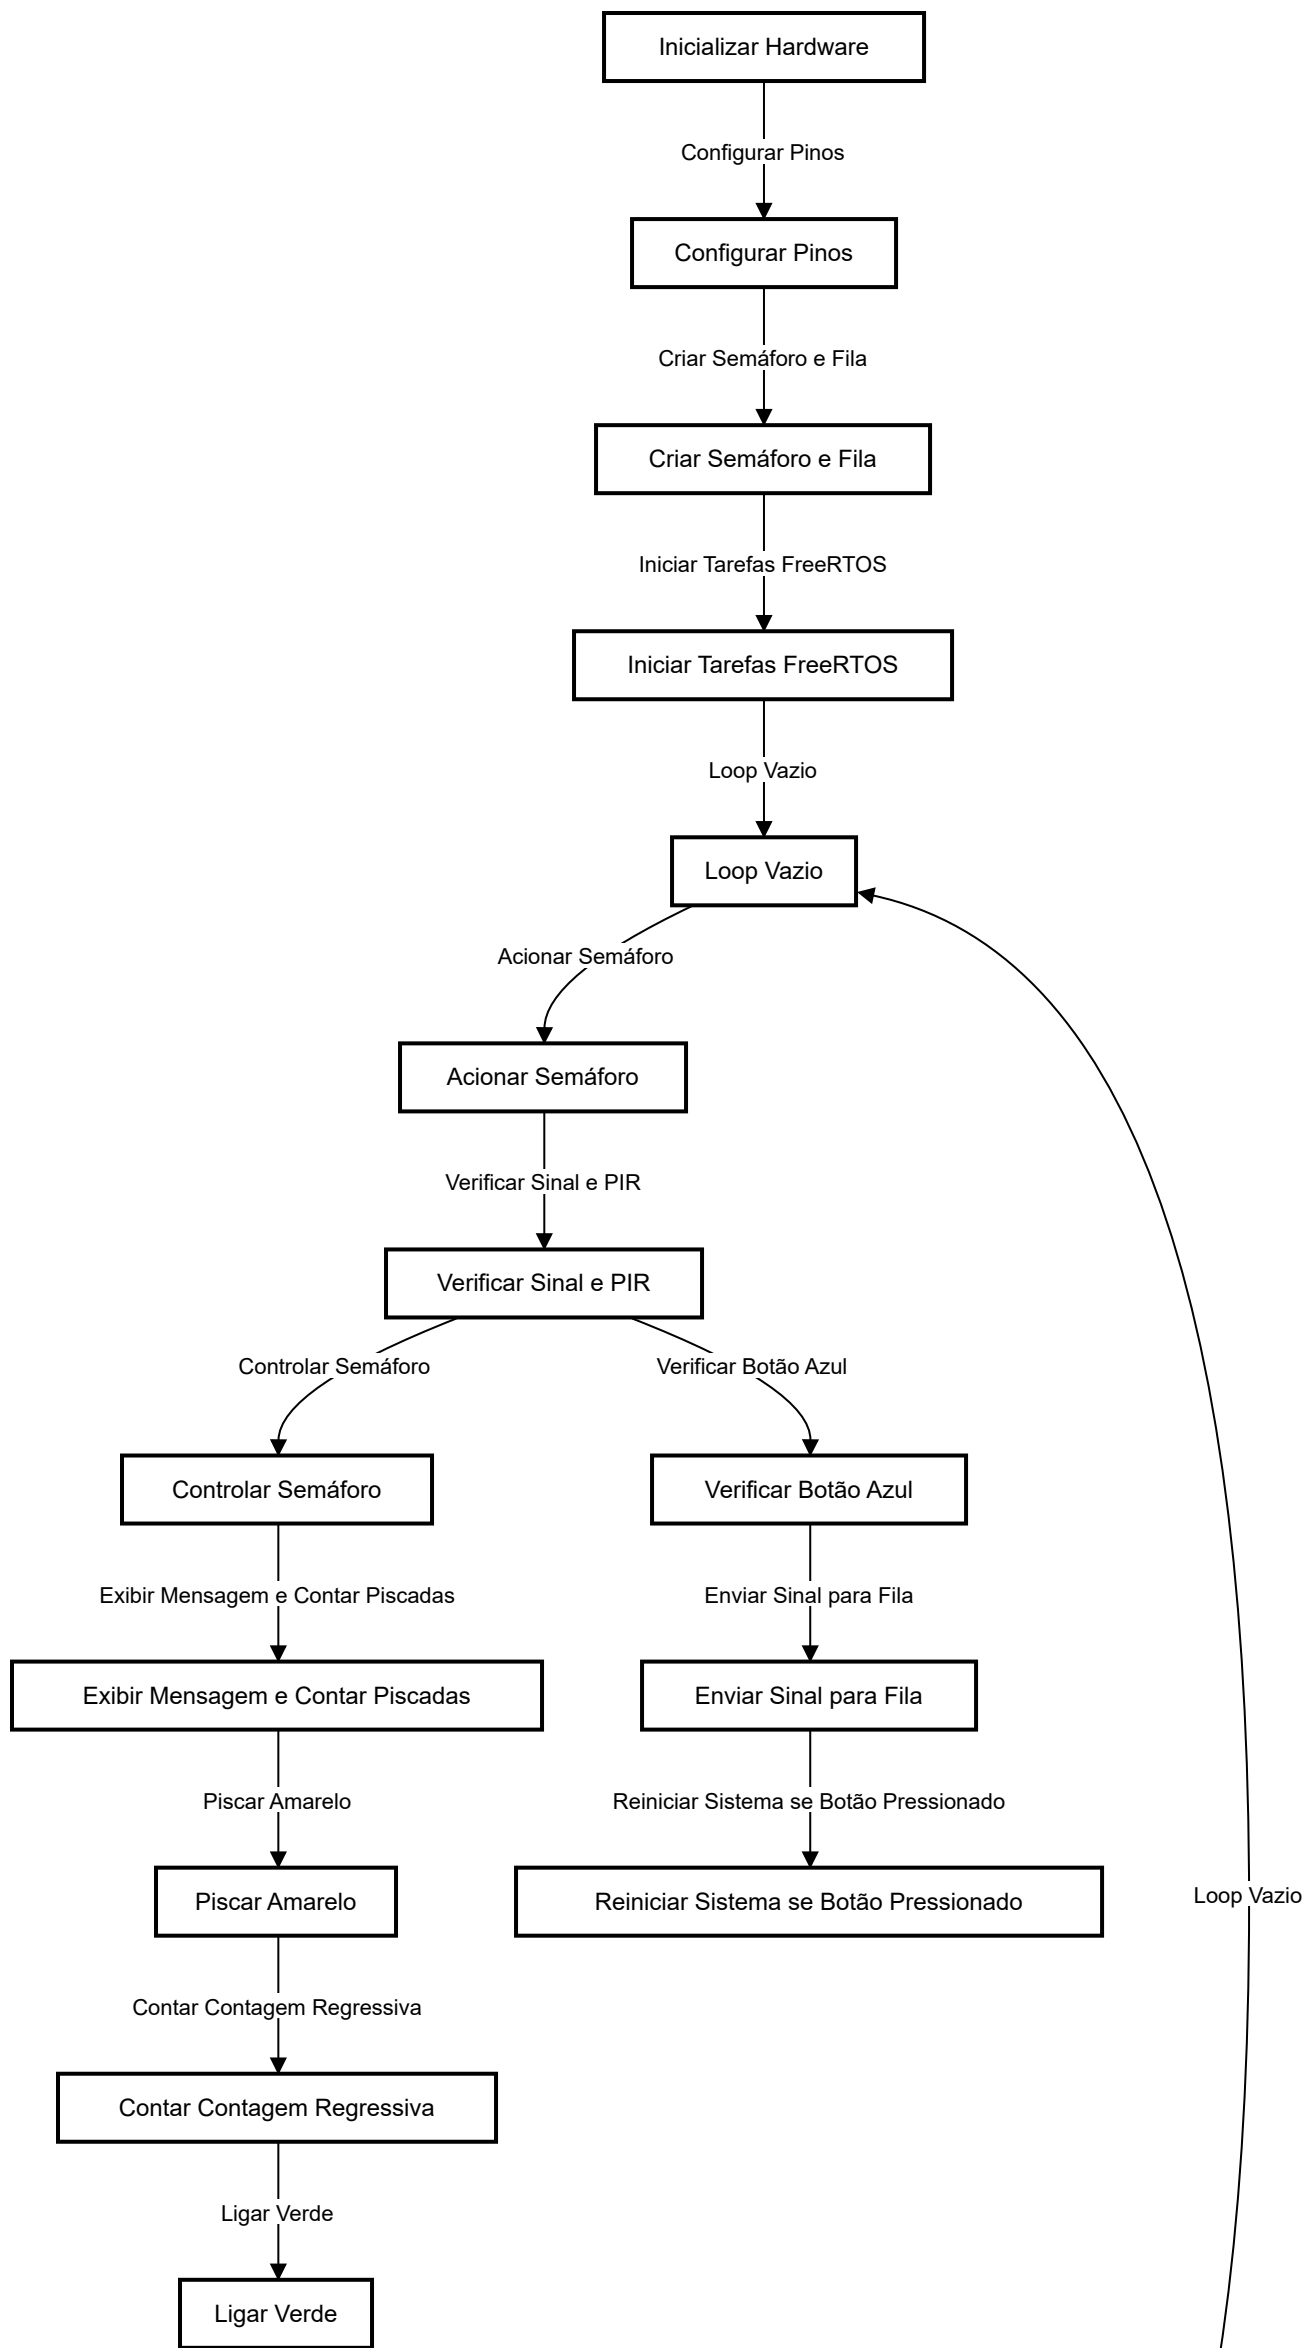 Inicializar Hardware
Configurar Pinos
Configurar Pinos
Criar Semáforo e Fila
Criar Semáforo e Fila
Iniciar Tarefas FreeRTOS
Iniciar Tarefas FreeRTOS
Loop Vazio
Loop Vazio
Acionar Semáforo
Acionar Semáforo
Verificar Sinal e PIR
Verificar Sinal e PIR
Controlar Semáforo
Verificar Botão Azul
Controlar Semáforo
Verificar Botão Azul
Exibir Mensagem e Contar Piscadas
Enviar Sinal para Fila
Exibir Mensagem e Contar Piscadas
Enviar Sinal para Fila
Piscar Amarelo
Reiniciar Sistema se Botão Pressionado
Piscar Amarelo
Reiniciar Sistema se Botão Pressionado
Loop Vazio
Contar Contagem Regressiva
Contar Contagem Regressiva
Ligar Verde
Ligar Verde